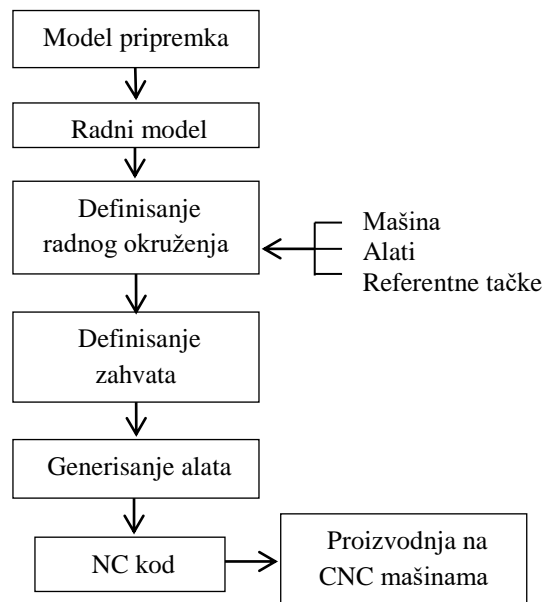 Model pripremka
Radni model
Definisanje
radnog okruženja
Mašina
Alati
Referentne tačke
Definisanje
zahvata
Generisanje alata
NC kod
Proizvodnja na
CNC mašinama